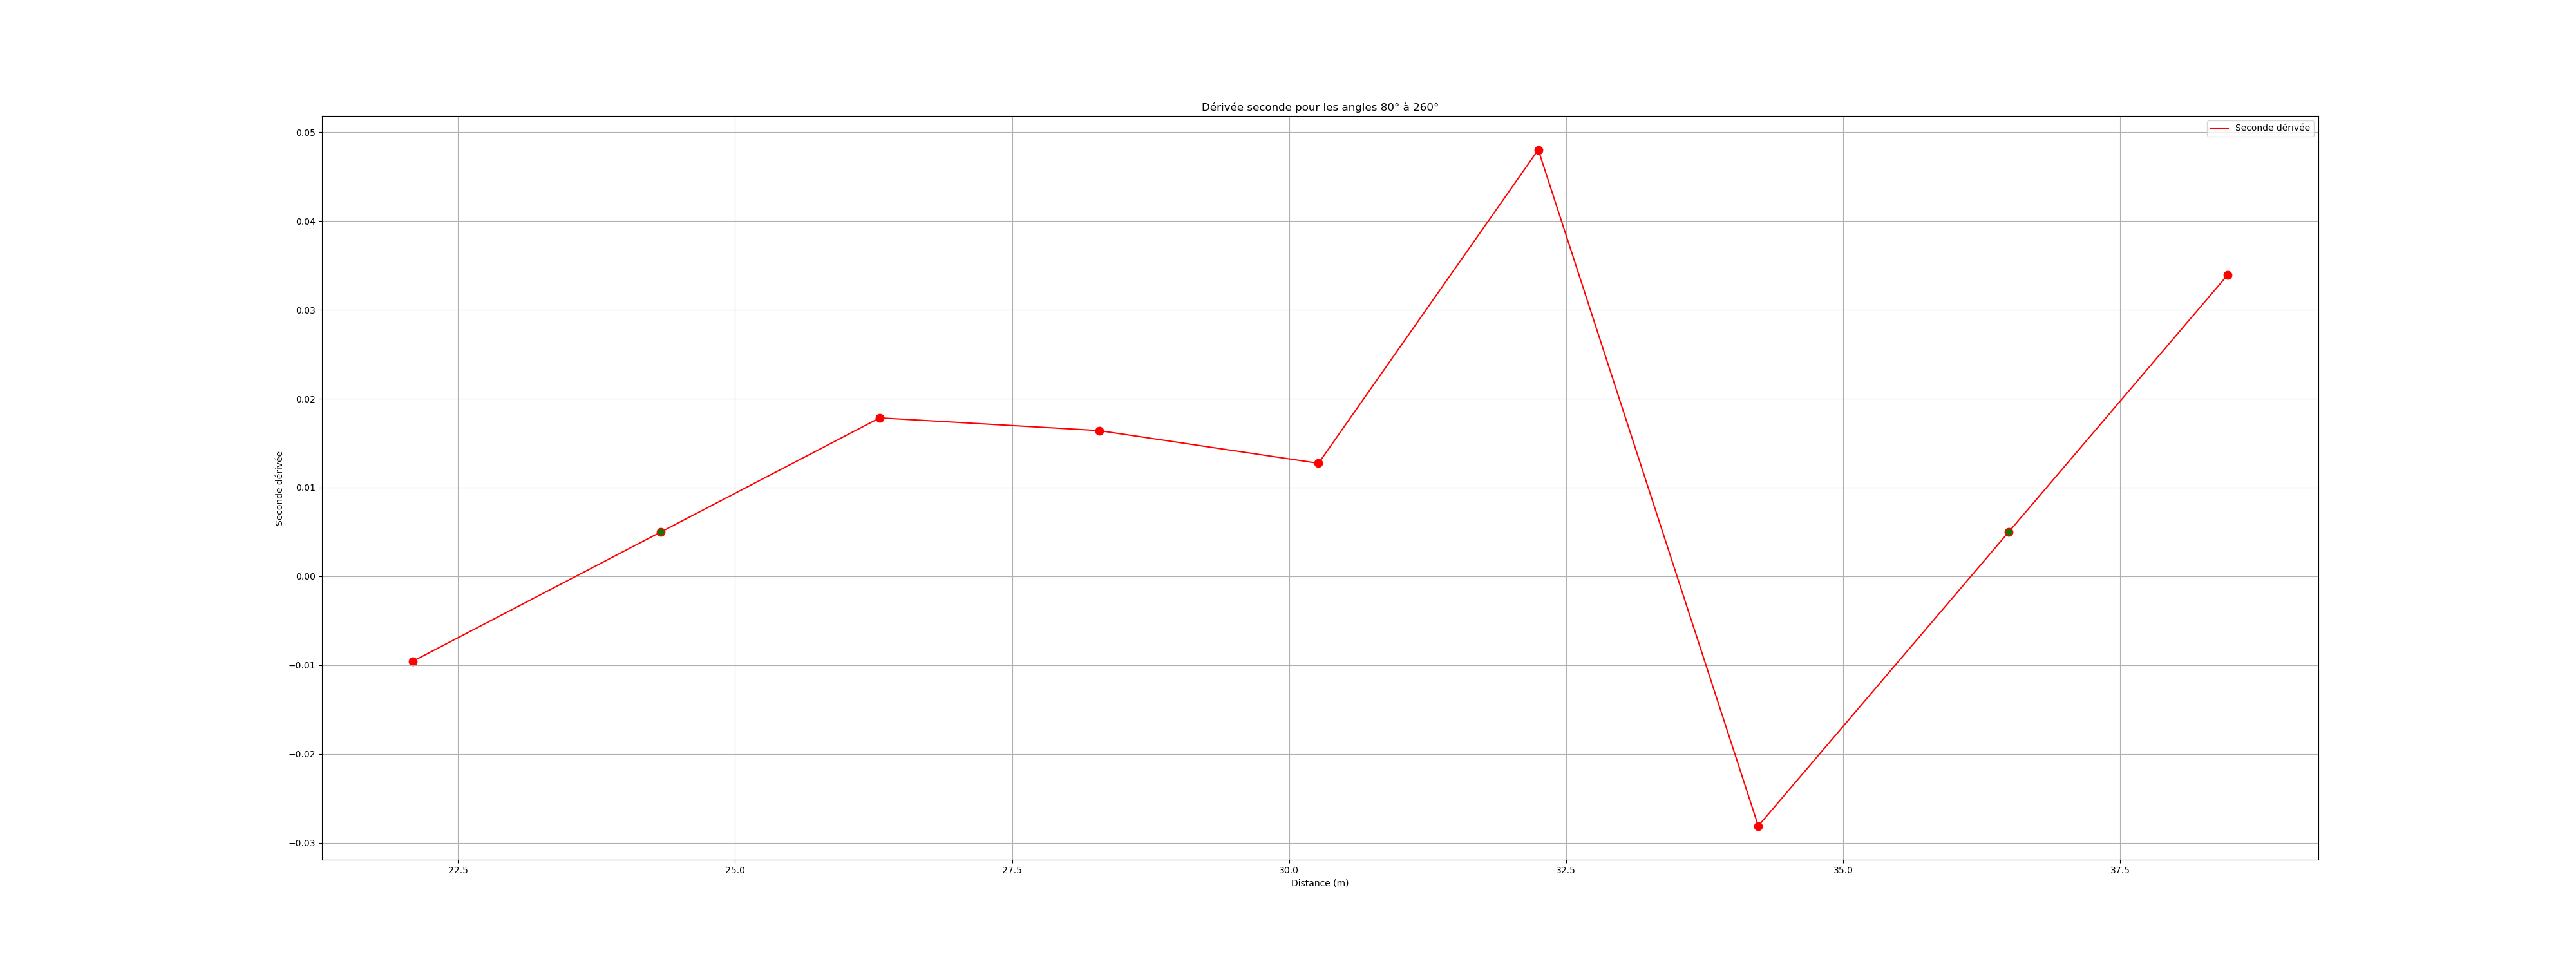 Dérivée seconde pour les angles 80° à 260°
Seconde dérivée
0.05
0.04
0.03
0.02
0.01
0.00
−0.01
−0.02
−0.03
Seconde dérivée
22.5 25.0 27.5 30.0 32.5 35.0 37.5
Distance (m)